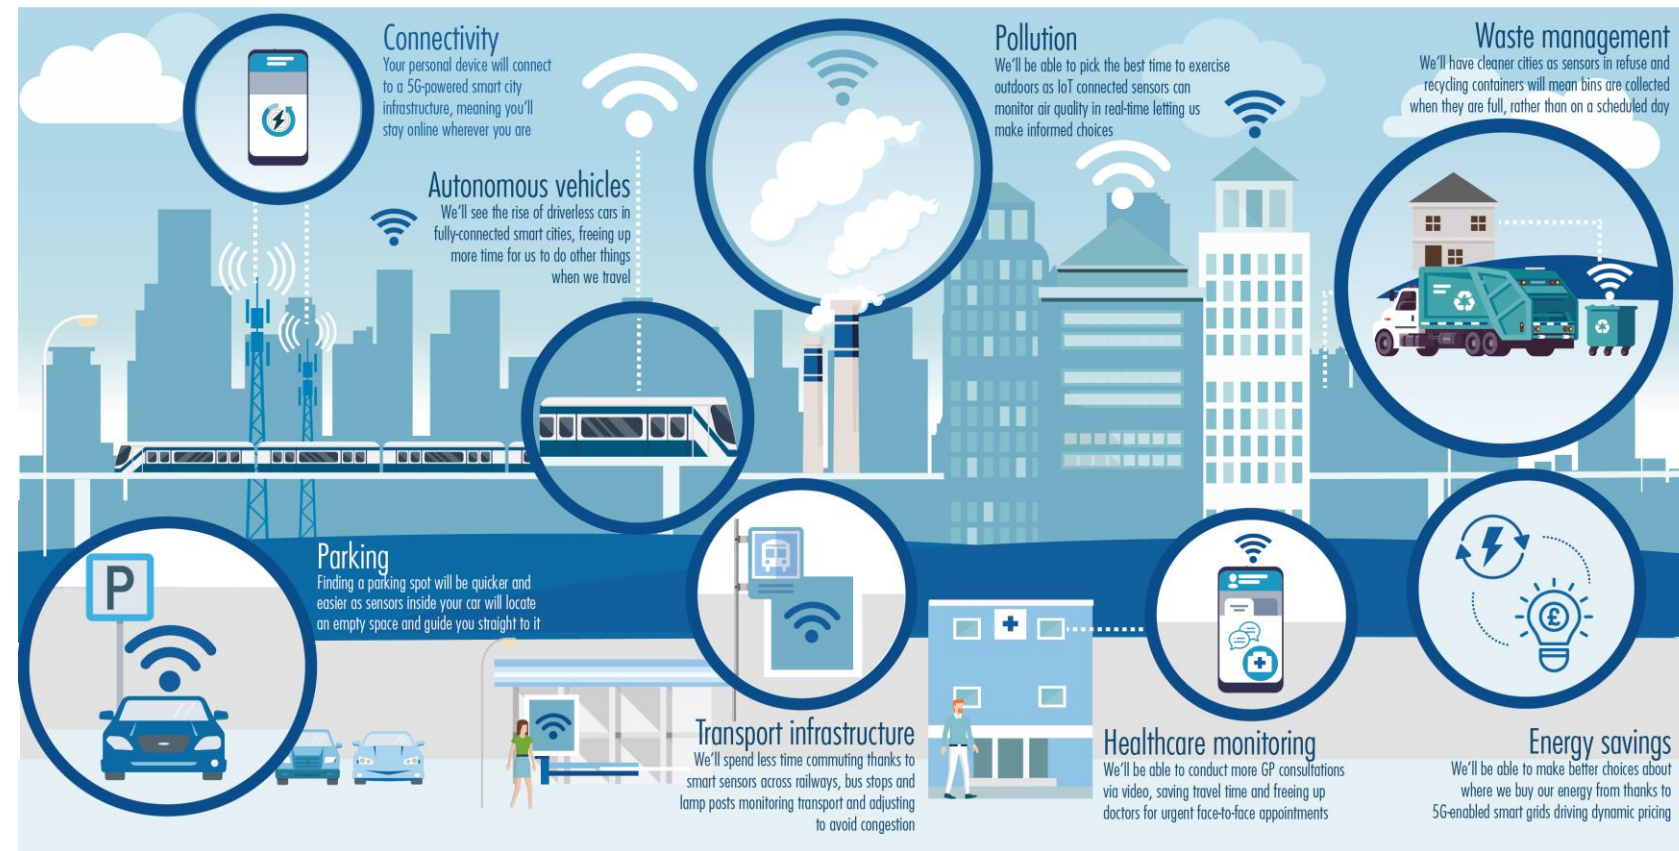 Connectivity
Your personal device will connect
to a 5G-powered smart city
infrastructure, meaning you'll
stay online wherever you are
Autonomous vehicles
We'll see the rise of driverless cars in
fully-connected smart cities, freeing up
more time for us to do other things
when we travel
Pollution
We'll be able to pick the best time to exercise
outdoors as IoT connected sensors can
monitor air quality in real-time letting us
make informed choices
Waste management
We'll have cleaner cities as sensors in refuse and
recycling containers will mean bins are collected
when they are full, rather than on a scheduled day
P
Parking
Finding a parking spot will be quicker and
easier as sensors inside your car will locate
an empty space and guide you straight to it
Transport infrastructure
We'll spend less time commuting thanks to
smart sensors across railways, bus stops and
lamp posts monitoring transport and adjusting
to avoid congestion
Healthcare monitoring
We'll be able to conduct more GP consultations
via video, saving travel time and freeing up
doctors for urgent face-to-face appointments
£
Energy savings
We'll be able to make better choices about
where we buy our energy from thanks to
5G-enabled smart grids driving dynamic pricing